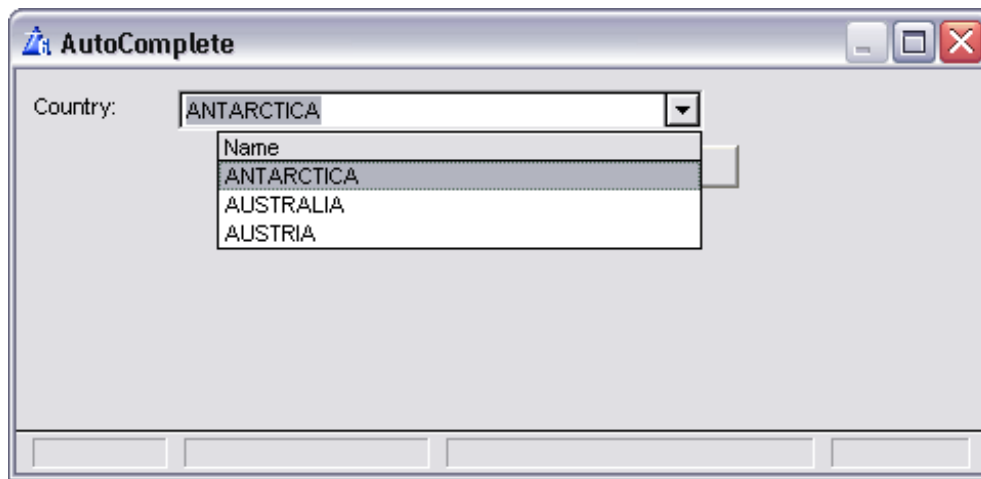 AutoComplete
Country: ANTARCTICA
Name
ANTARCTICA
AUSTRALIA
AUSTRIA